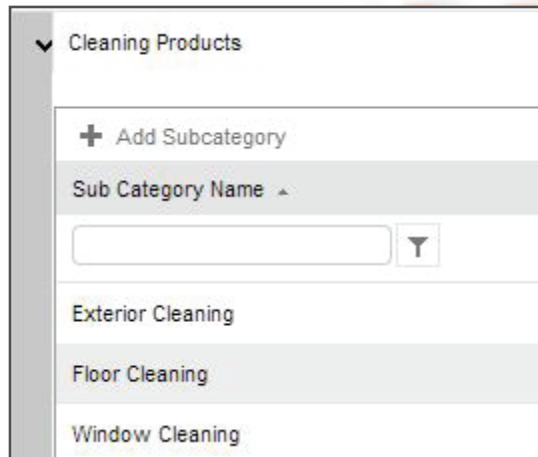 Cleaning Products
Add Subcategory
Sub Category Name
Exterior Cleaning
Floor Cleaning
Window Cleaning